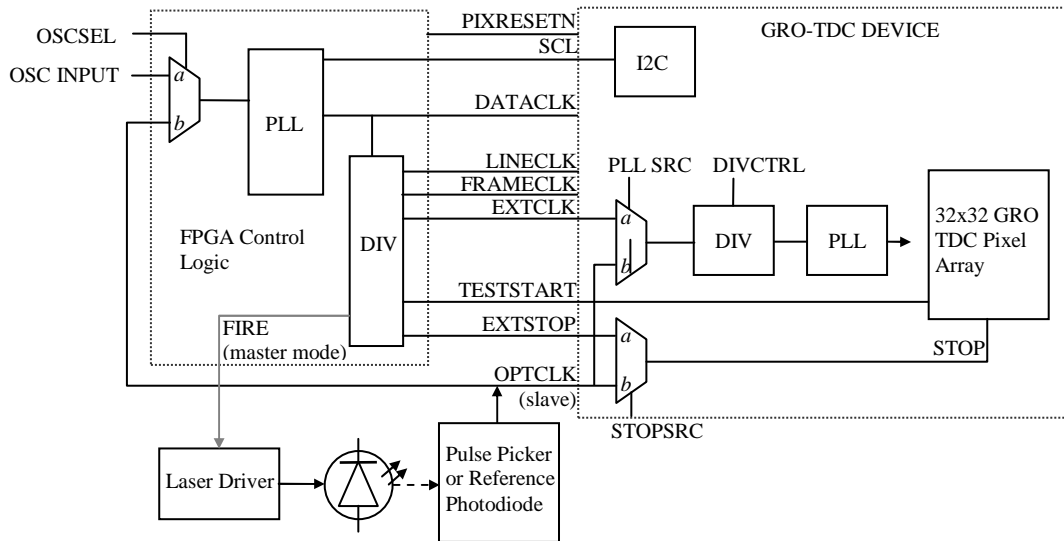 PIXRESETN
GRO-TDC DEVICE
OSCSEL
SCL
I2C
OSC INPUT
a
b
PLL
DATACLK
LINECLK
PLL SRC
DIVCTRL
FRAMECLK
EXTCLK
a
b
DIV
PLL
32x32 GRO
TDC Pixel
Array
FPGA Control
Logic
DIV
TESTSTART
FIRE
(master mode)
EXTSTOP
a
b
STOP
OPTCLK
(slave)
STOPSRC
Laser Driver
Pulse Picker
or Reference
Photodiode